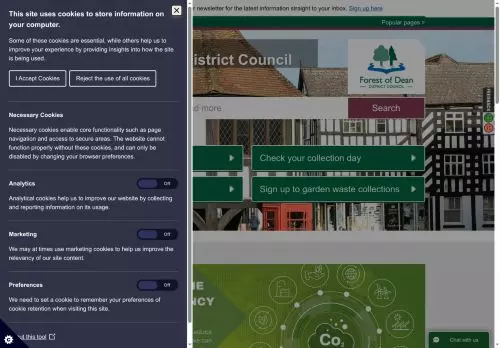 This site uses cookies to store information on
your computer.
Some of these cookies are essential, while others help us to
improve your experience by providing insights into how the site
is being used.
I Accept Cookies
Reject the use of all cookies
Necessary Cookies
Necessary cookies enable core functionality such as page
navigation and access to secure areas. The website cannot
function properly without these cookies, and can only be
disabled by changing your browser preferences.
Analytics
Off
Analytical cookies help us to improve our website by collecting
and reporting information on its usage.
Marketing
Off
We may at times use marketing cookies to help us improve the
relevancy of our site content.
Preferences
Off
We need to set a cookie to remember your preferences of
cookie retention when visiting this site.
ut this tool
newsletter for the latest information straight to your inbox. Sign up here
Popular pages >
strict Council
Forest of Dean
DISTRICT COUNCIL
d more
Search
Check your collection day
Sign up to garden waste collections
NCY
Co
Chat with us